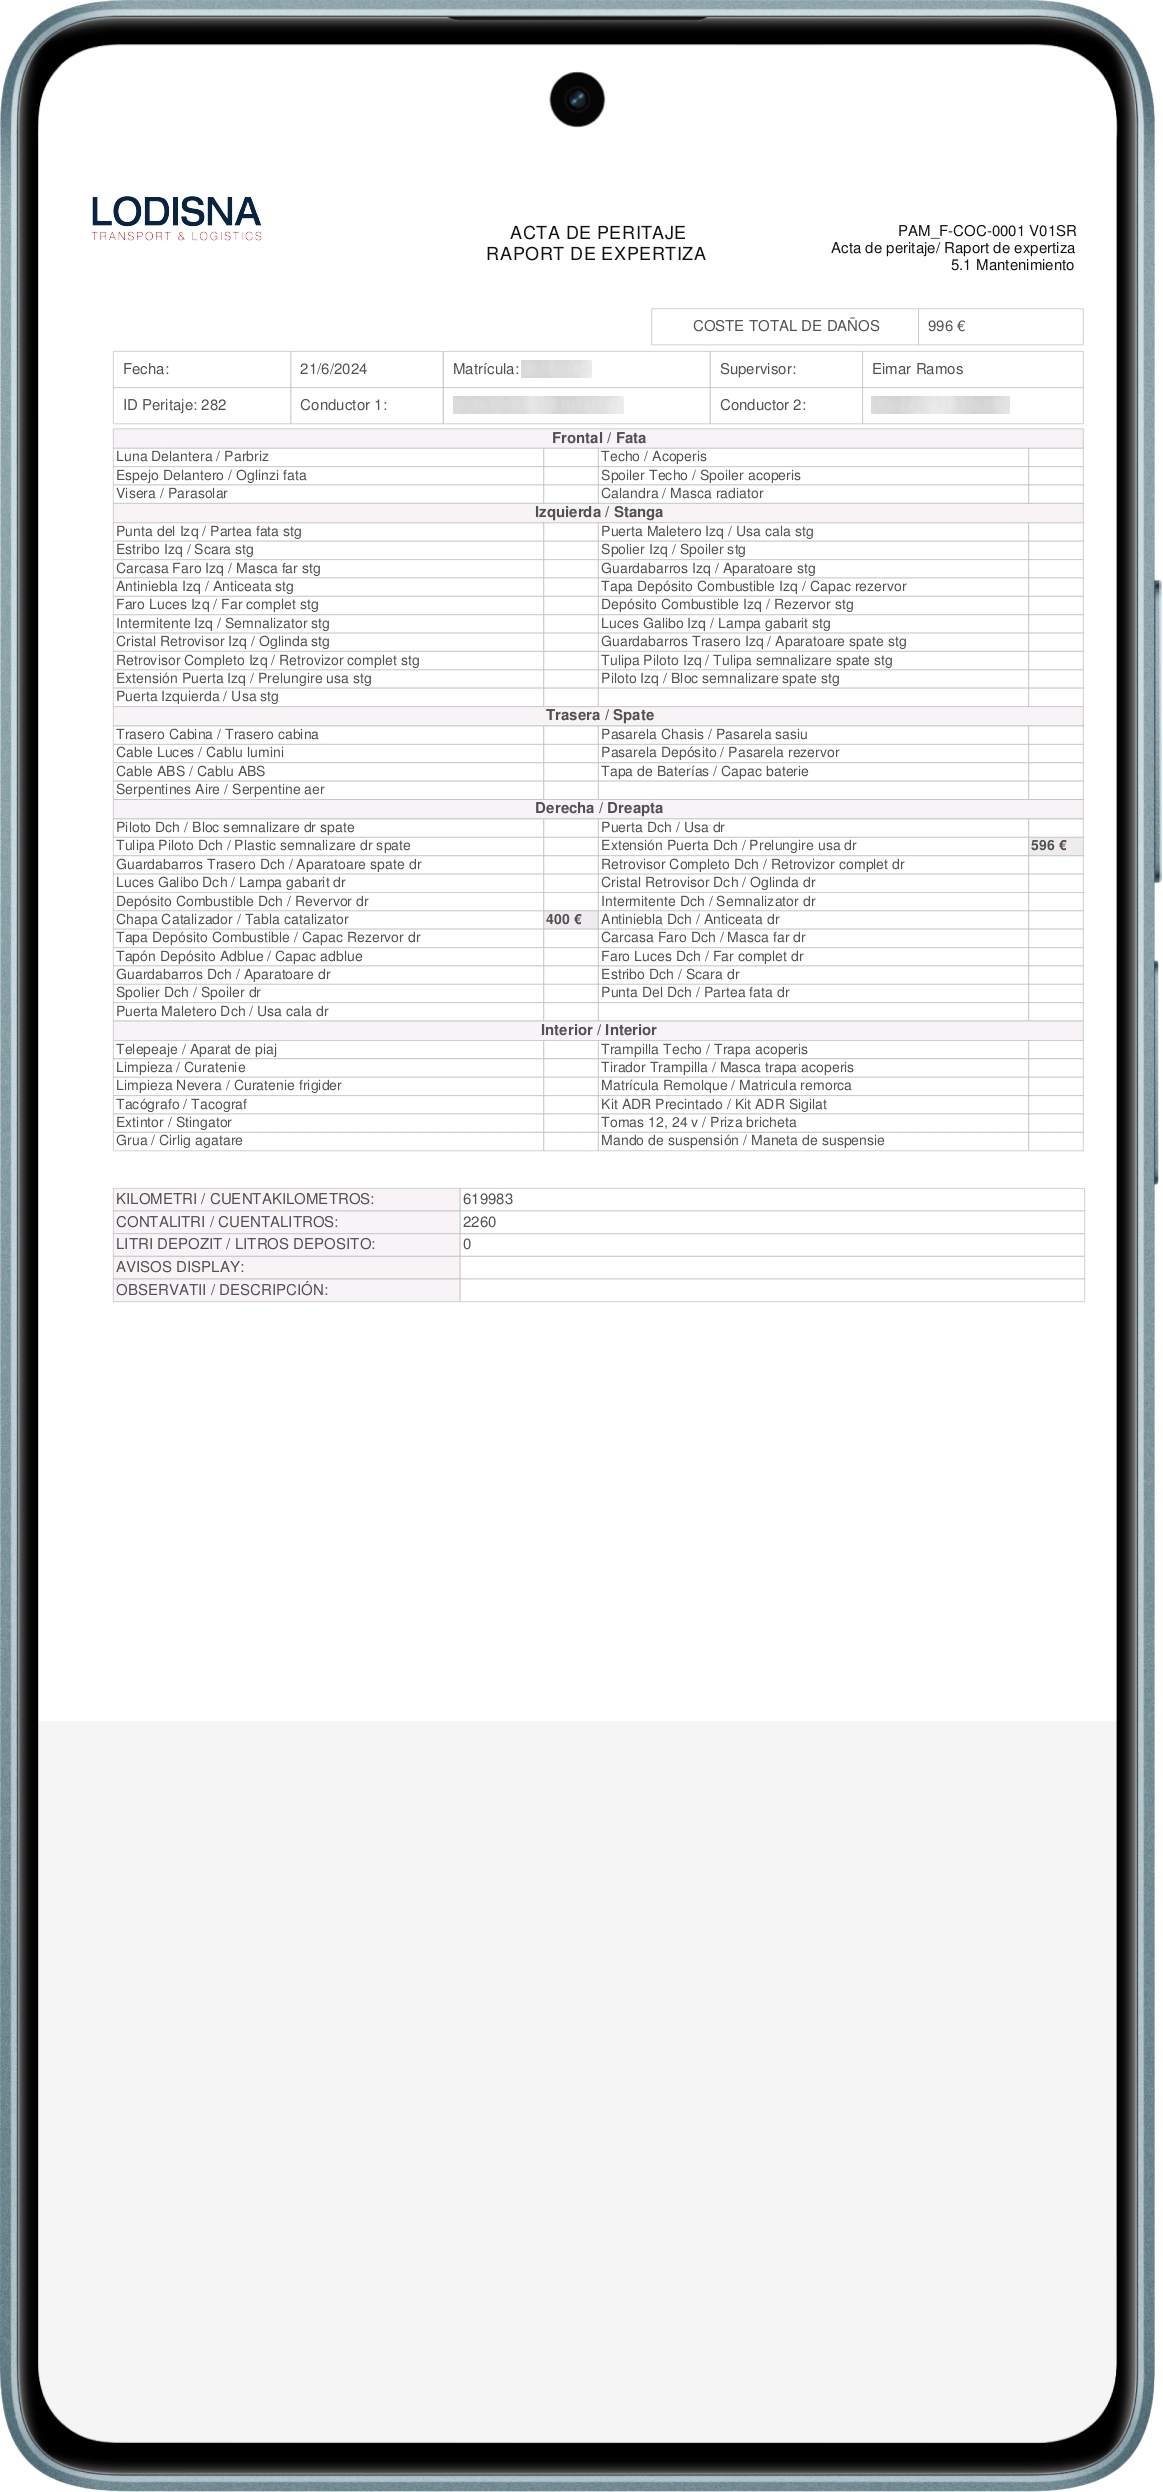 LODISNA
TRANSPORT & LOGISTICS
ACTA DE PERITAJE
RAPORT DE EXPERTIZA
PAM_F-COC-0001 V01SR
Acta de peritaje/ Raport de expertiza
5.1 Mantenimiento
COSTE TOTAL DE DAÑOS 996 €
Fecha: 21/6/2024 Matrícula: Supervisor: Eimar Ramos
ID Peritaje: 282 Conductor 1: Conductor 2:
Frontal / Fata
Luna Delantera / Parbriz Techo / Acoperis
Espejo Delantero / Oglinzi fata Spoiler Techo / Spoiler acoperis
Visera / Parasolar Calandra / Masca radiator
Izquierda / Stanga
Punta del Izq / Partea fata stg Puerta Maletero Izq / Usa cala stg
Estribo Izq / Scara stg Spolier Izq / Spoiler stg
Carcasa Faro Izq / Masca far stg Guardabarros Izq / Aparatoare stg
Antiniebla Izq / Anticeata stg Tapa Depósito Combustible Izq / Capac rezervor
Faro Luces Izq / Far complet stg Depósito Combustible Izq / Rezervor stg
Intermitente Izq / Semnalizator stg Luces Galibo Izq / Lampa gabarit stg
Cristal Retrovisor Izq / Oglinda stg Guardabarros Trasero Izq / Aparatoare spate stg
Retrovisor Completo Izq / Retrovizor complet stg Tulipa Piloto Izq / Tulipa semnalizare spate stg
Extensión Puerta Izq / Prelungire usa stg Piloto Izq / Bloc semnalizare spate stg
Puerta Izquierda / Usa stg
Trasera / Spate
Trasero Cabina / Trasero cabina Pasarela Chasis / Pasarela sasiu
Cable Luces / Cablu lumini Pasarela Depósito / Pasarela rezervor
Cable ABS / Cablu ABS Tapa de Baterías / Capac baterie
Serpentines Aire / Serpentine aer
Derecha / Dreapta
Piloto Dch / Bloc semnalizare dr spate Puerta Dch / Usa dr
Tulipa Piloto Dch / Plastic semnalizare dr spate Extensión Puerta Dch / Prelungire usa dr 596 €
Guardabarros Trasero Dch / Aparatoare spate dr Retrovisor Completo Dch / Retrovizor complet dr
Luces Galibo Dch / Lampa gabarit dr Cristal Retrovisor Dch / Oglinda dr
Depósito Combustible Dch / Revervor dr Intermitente Dch / Semnalizator dr
Chapa Catalizador / Tabla catalizator 400 € Antiniebla Dch / Anticeata dr
Tapa Depósito Combustible / Capac Rezervor dr Carcasa Faro Dch / Masca far dr
Tapón Depósito Adblue / Capac adblue Faro Luces Dch / Far complet dr
Guardabarros Dch / Aparatoare dr Estribo Dch / Scara dr
Spolier Dch / Spoiler dr Punta Del Dch / Partea fata dr
Puerta Maletero Dch / Usa cala dr
Interior / Interior
Telepeaje / Aparat de piaj Trampilla Techo / Trapa acoperis
Limpieza / Curatenie Tirador Trampilla / Masca trapa acoperis
Limpieza Nevera / Curatenie frigider Matrícula Remolque / Matricula remorca
Tacógrafo / Tacograf Kit ADR Precintado / Kit ADR Sigilat
Extintor / Stingator Tomas 12, 24 v / Priza bricheta
Grua / Cirlig agatare Mando de suspensión / Maneta de suspensie
KILOMETRI / CUENTAKILOMETROS: 619983
CONTALITRI / CUENTALITROS: 2260
LITRI DEPOZIT / LITROS DEPOSITO: 0
AVISOS DISPLAY:
OBSERVATII / DESCRIPCIÓN: